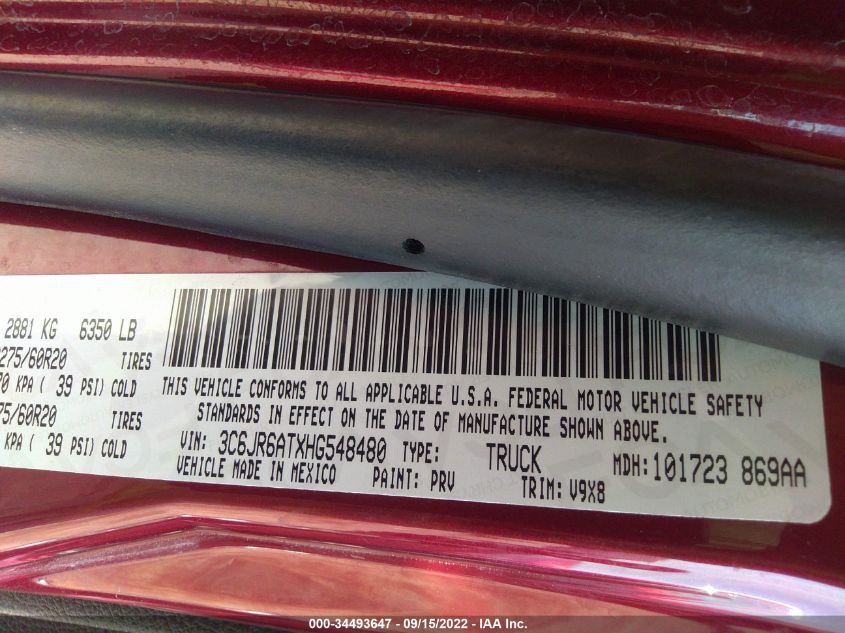 2881 KG 6350 LB
275/60R20 TIRES
70 KPA ( 39 PSI) COLD
75/60R20 TIRES
KPA ( 39 PSI) COLD
THIS VEHICLE CONFORMS TO ALL APPLICABLE U.S.A. FEDERAL MOTOR VEHICLE SAFETY
STANDARDS IN EFFECT ON THE DATE OF MANUFACTURE SHOWN ABOVE.
VIN: 3C6JR6ATXHG548480 TYPE: TRUCK MDH:101723 869AA
VEHICLE MADE IN MEXICO PAINT: PRV TRIM: V9X8
000-34493647 - 09/15/2022 - IAA Inc.